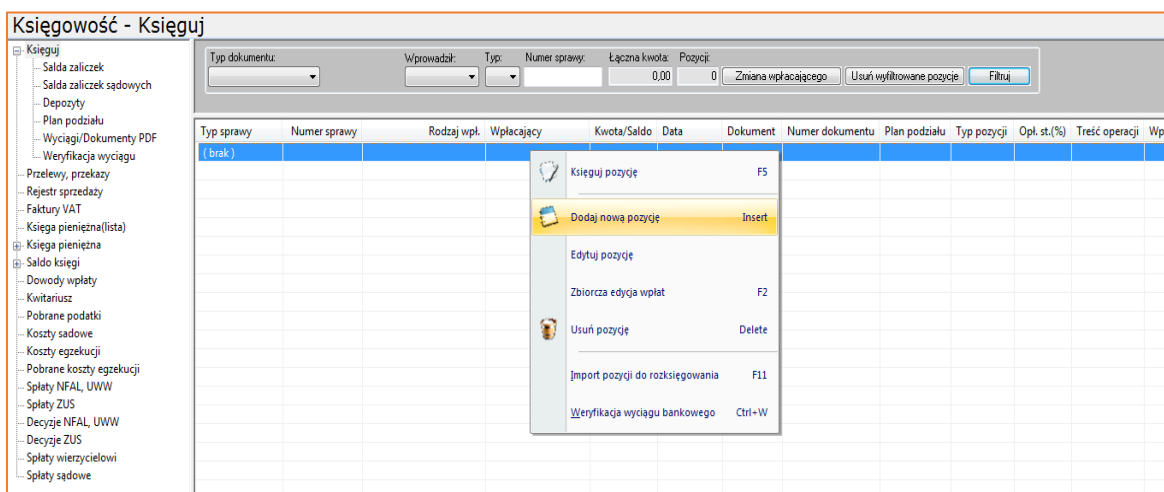 Księgowość - Księguj
Księguj
Salda zaliczek
Salda zaliczek sądowych
Depozyty
Plan podziału
Wyciągi/Dokumenty PDF
Weryfikacja wyciągu
Przelewy, przekazy
Rejestr sprzedaży
Faktury VAT
Księga pieniężna(lista)
Księga pieniężna
Saldo księgi
Dowody wpłaty
Kwitariusz
Pobrane podatki
Koszty sadowe
Koszty egzekucji
Pobrane koszty egzekucji
Spłaty NFAL, UWW
Spłaty ZUS
Decyzje NFAL, UWW
Decyzje ZUS
Spłaty wierzycielowi
Spłaty sądowe
Typ dokumentu: Wprowadził: Typ: Numer sprawy: Łączna kwota: Pozycji:
0,00 0 Zmiana wpłacającego Usuń wyfiltrowane pozycje Filtruj
Typ sprawy Numer sprawy Rodzaj wpł. Wpłacający Kwota/Saldo Data Dokument Numer dokumentu Plan podziału Typ pozycji Opł. st.(%) Treść operacji Wp
( brak )
Księguj pozycję F5
Dodaj nową pozycję Insert
Edytuj pozycję
Zbiorcza edycja wpłat F2
Usuń pozycję Delete
Import pozycji do rozksięgowania F11
Weryfikacja wyciągu bankowego Ctrl+W